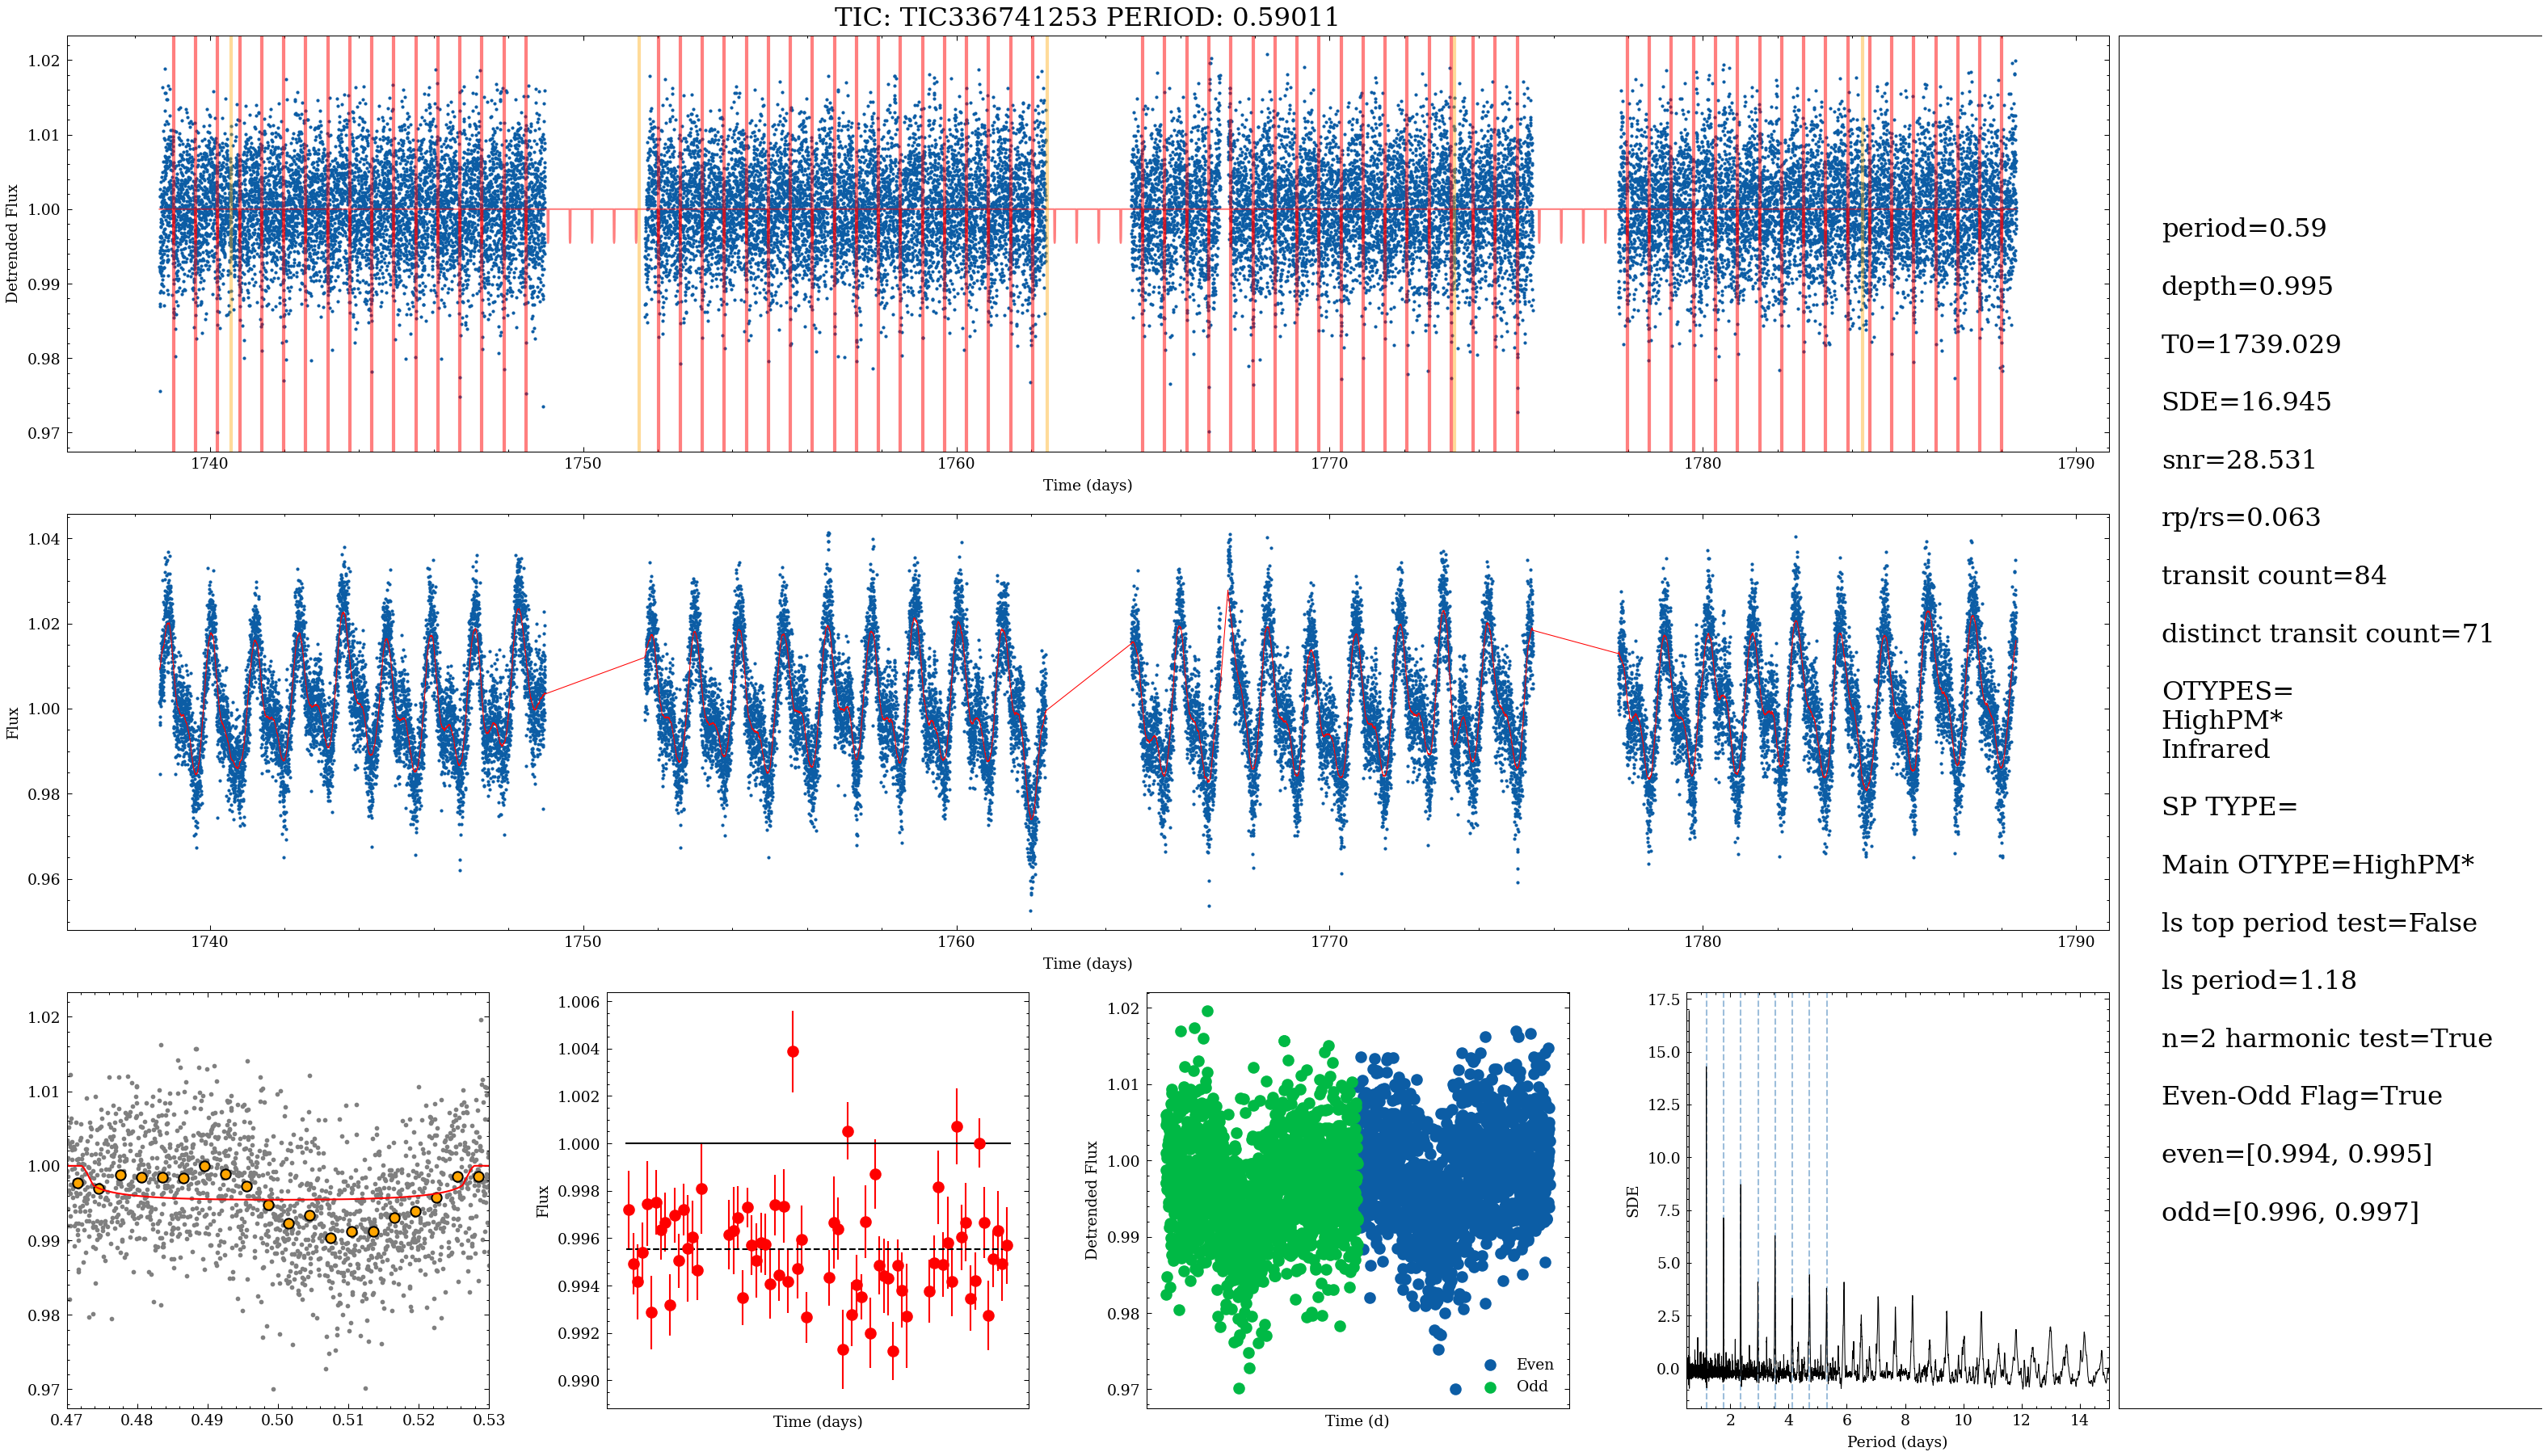 TIC: TIC336741253 PERIOD: 0.59011
Detrended Flux
1.02
1.01
1.00
0.99
0.98
0.97
1740 1750 1760 1770 1780 1790
Time (days)
Flux
1.04
1.02
1.00
0.98
0.96
1740 1750 1760 1770 1780 1790
Time (days)
1.02
1.01
1.00
0.99
0.98
0.97
0.47 0.48 0.49 0.50 0.51 0.52 0.53
Flux
1.006
1.004
1.002
1.000
0.998
0.996
0.994
0.992
0.990
Time (days)
Detrended Flux
1.02
1.01
1.00
0.99
0.98
0.97
Even
Odd
Time (d)
SDE
17.5
15.0
12.5
10.0
7.5
5.0
2.5
0.0
2 4 6 8 10 12 14
Period (days)
period=0.59
depth=0.995
T0=1739.029
SDE=16.945
snr=28.531
rp/rs=0.063
transit count=84
distinct transit count=71
OTYPES=
HighPM*
Infrared
SP TYPE=
Main OTYPE=HighPM*
ls top period test=False
ls period=1.18
n=2 harmonic test=True
Even-Odd Flag=True
even=[0.994, 0.995]
odd=[0.996, 0.997]